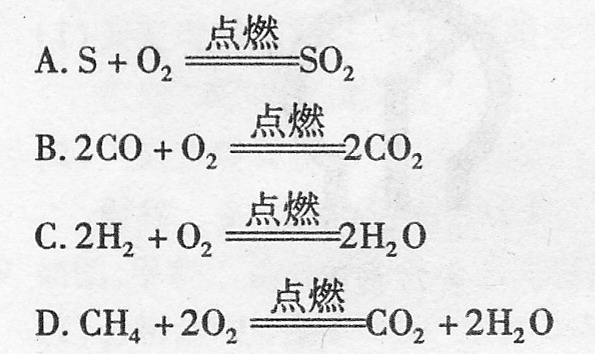 A. S + O₂ 点燃 SO₂
B. 2CO + O₂ 点燃 2CO₂
C. 2H₂ + O₂ 点燃 2H₂O
D. CH₄ + 2O₂ 点燃 CO₂ + 2H₂O